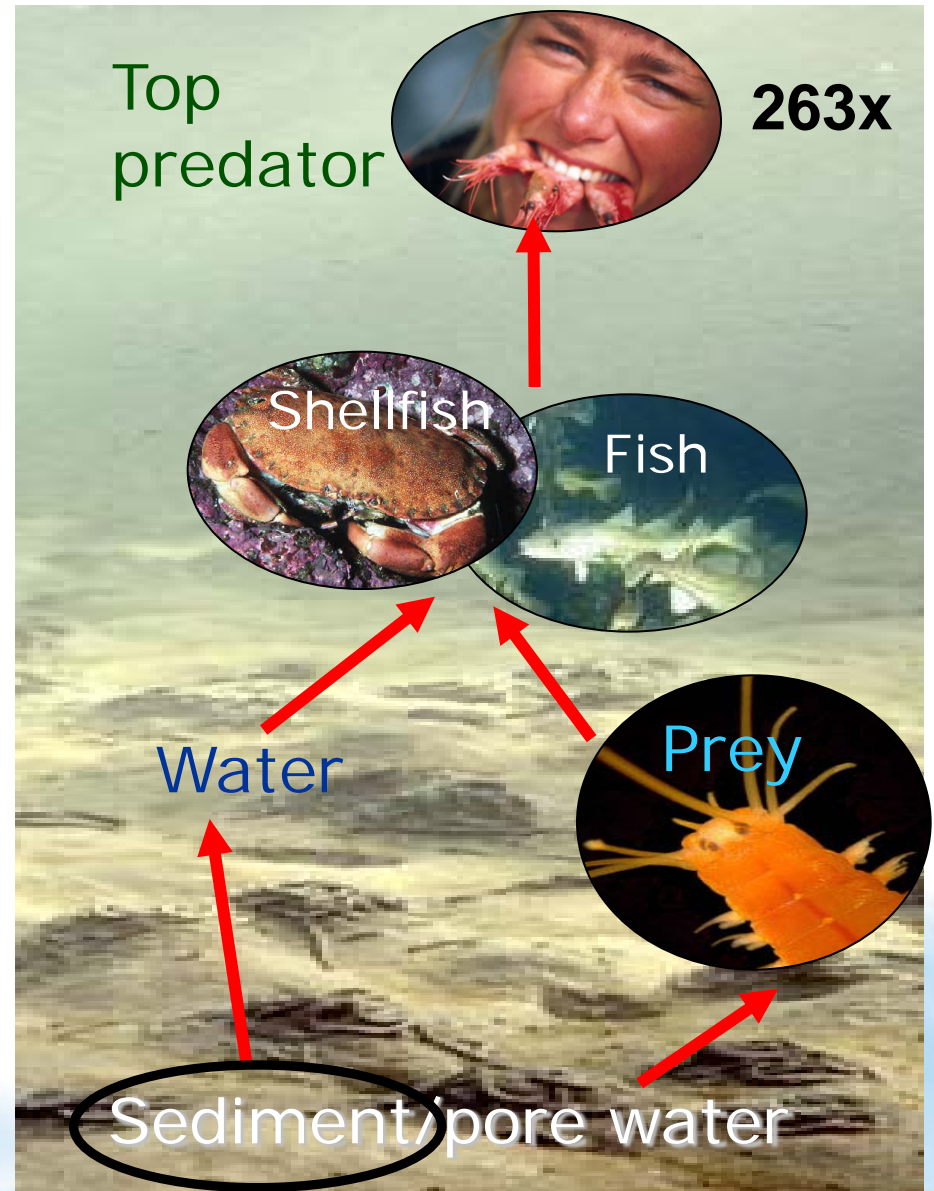 Top
predator
263x
Shellfish
Fish
Water
Prey
Sediment/pore water